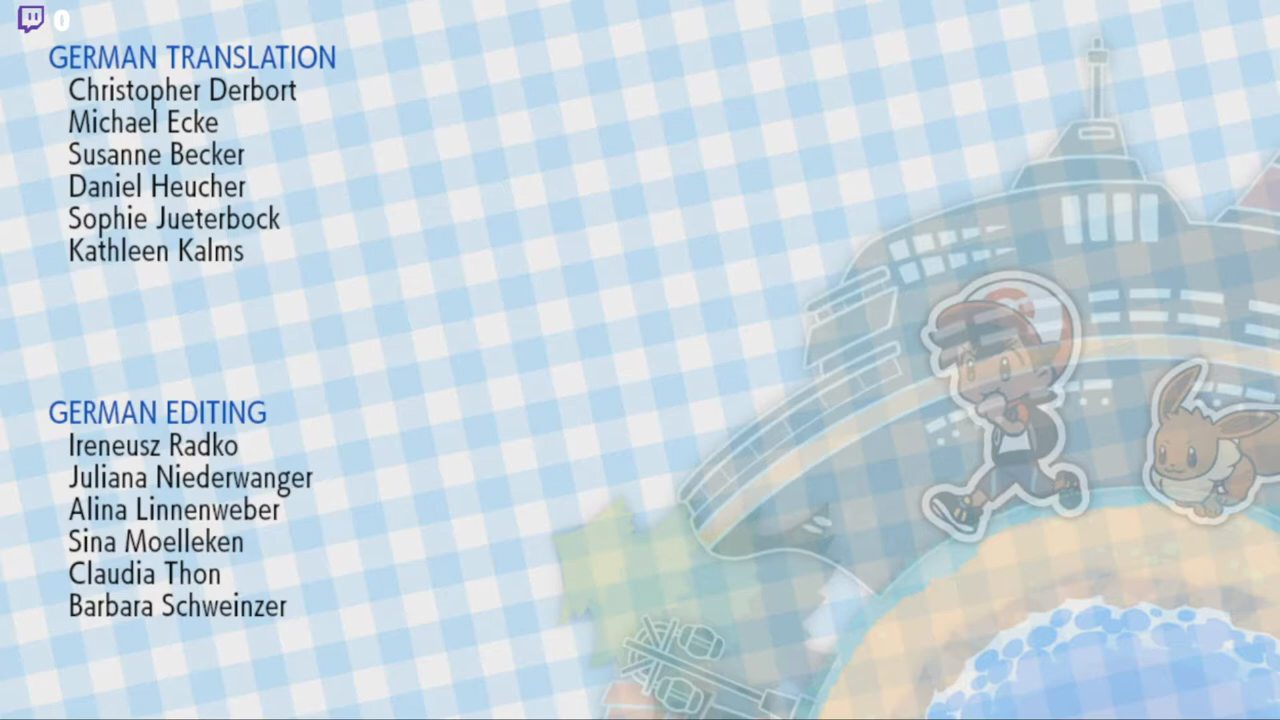 0
GERMAN TRANSLATION
Christopher Derbort
Michael Ecke
Susanne Becker
Daniel Heucher
Sophie Jueterbock
Kathleen Kalms
GERMAN EDITING
Ireneusz Radko
Juliana Niederwanger
Alina Linnenweber
Sina Moelleken
Claudia Thon
Barbara Schweinzer